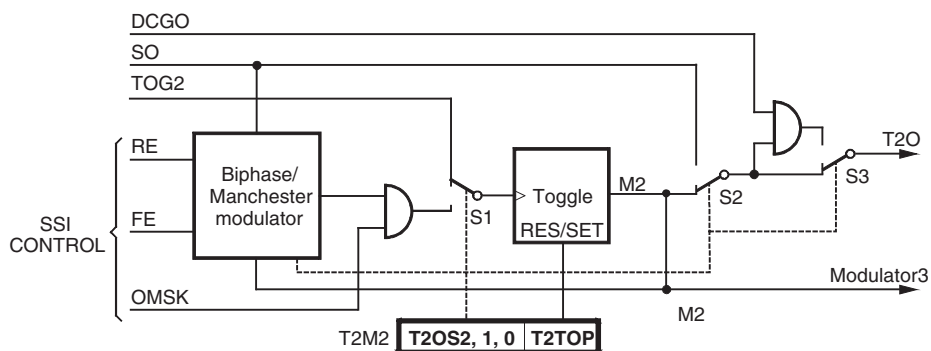 DCGO
SO
TOG2
RE
Biphase/
Manchester
modulator
Toggle
RES/SET
M2
S1
S2
S3
T2O
SSI
CONTROL
FE
OMSK
Modulator3
M2
T2M2 T2OS2, 1, 0 T2TOP